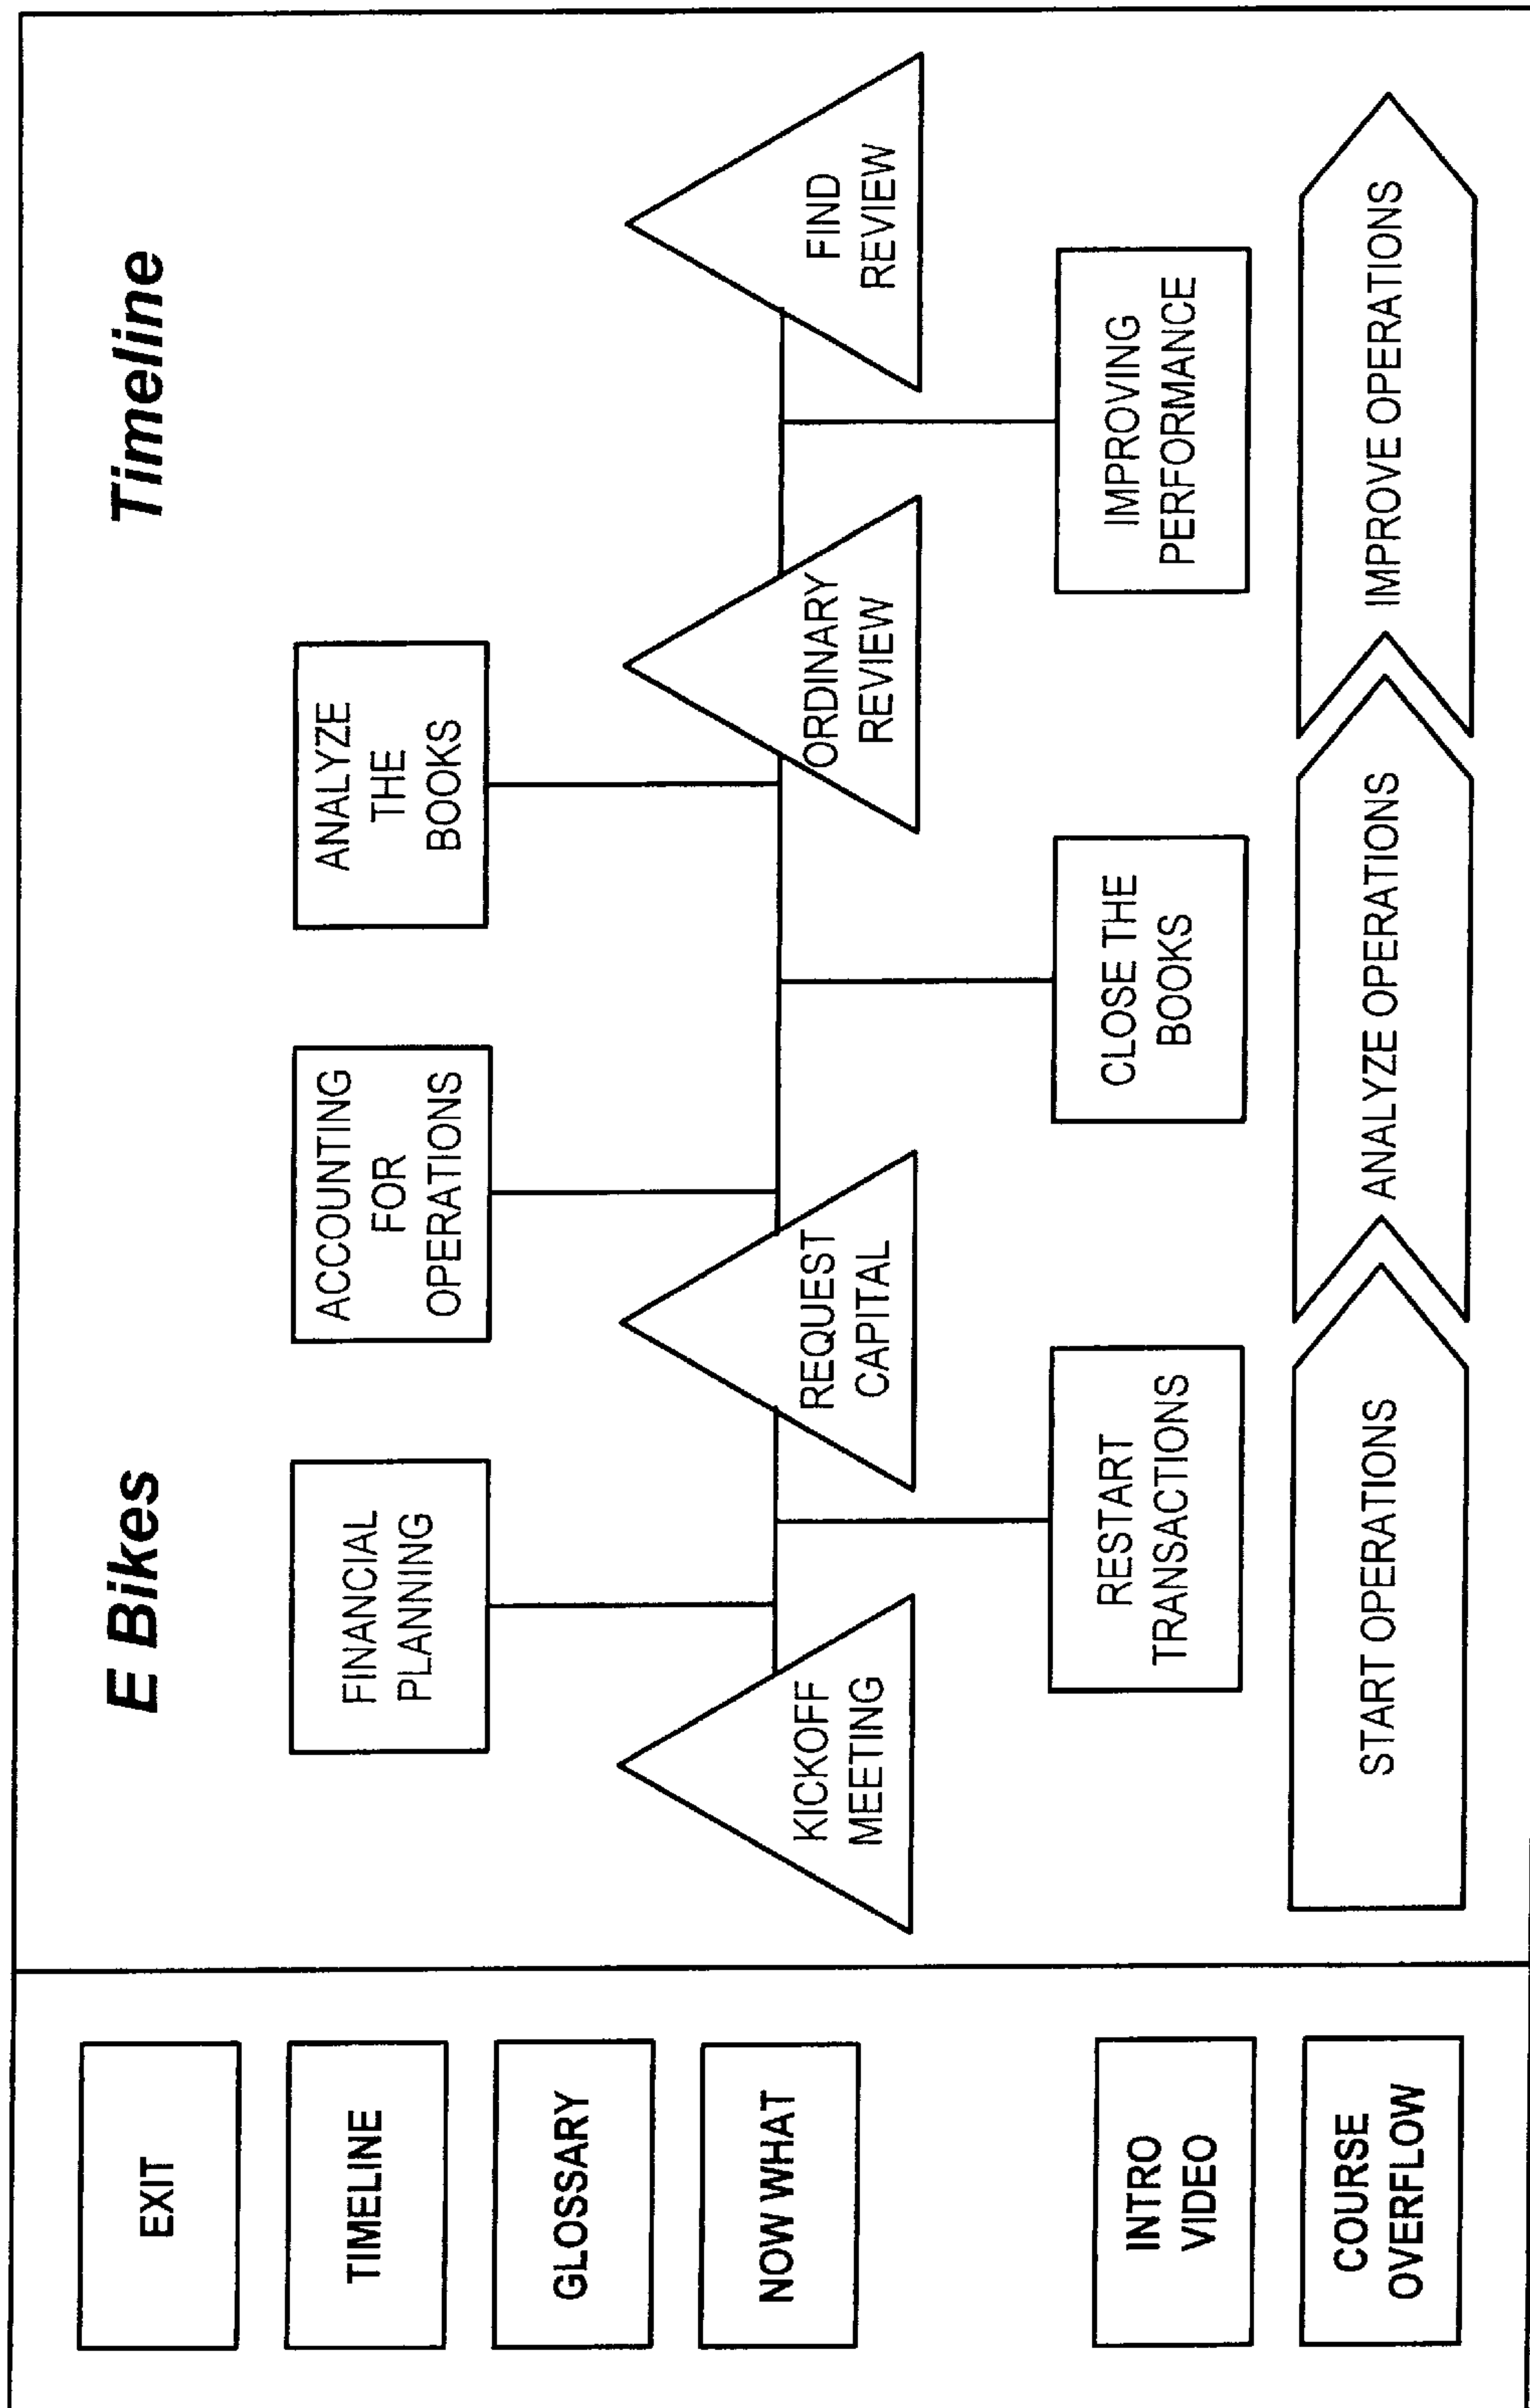 EXIT
TIMELINE
GLOSSARY
NOW WHAT
INTRO
VIDEO
COURSE
OVERFLOW
E Bikes
Timeline
FINANCIAL
PLANNING
ACCOUNTING
FOR
OPERATIONS
ANALYZE
THE
BOOKS
KICKOFF
MEETING
REQUEST
CAPITAL
ORDINARY
REVIEW
FIND
REVIEW
RESTART
TRANSACTIONS
CLOSE THE
BOOKS
IMPROVING
PERFORMANCE
START OPERATIONS
ANALYZE OPERATIONS
IMPROVE OPERATIONS